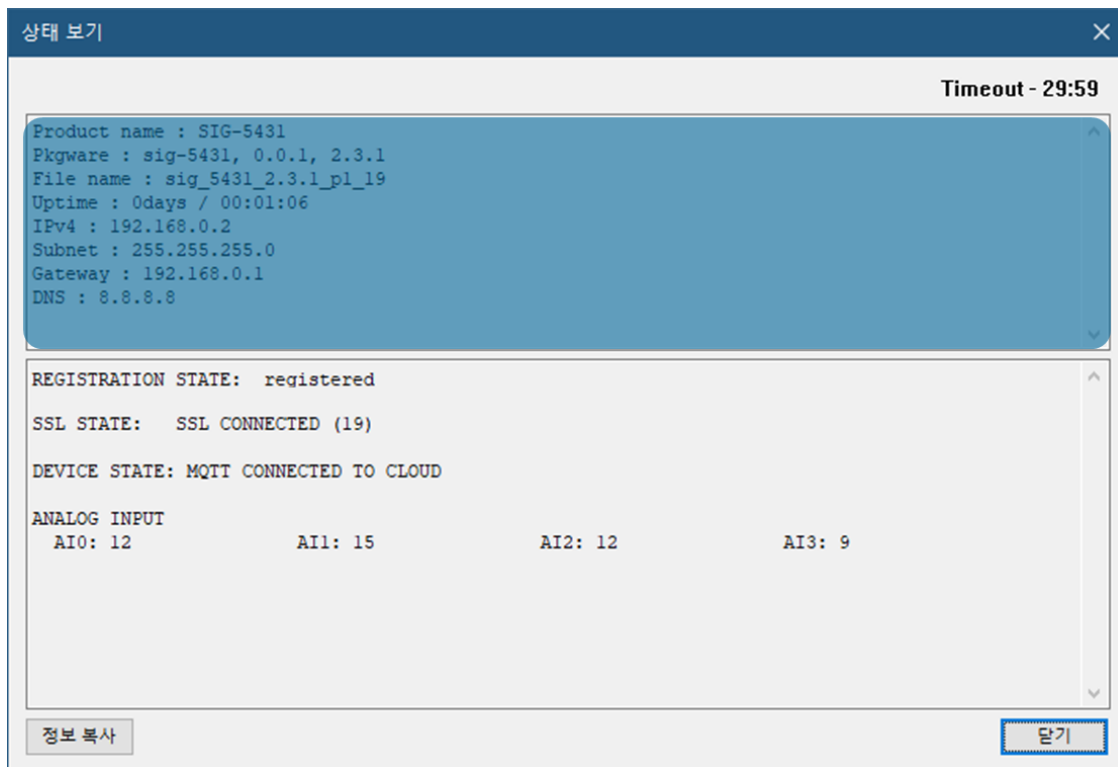 상태 보기
Timeout - 29:59
Product name : SIG-5431
Pkgware : sig-5431, 0.0.1, 2.3.1
File name : sig_5431_2.3.1_p1_19
Uptime : 0days / 00:01:06
IPv4 : 192.168.0.2
Subnet : 255.255.255.0
Gateway : 192.168.0.1
DNS : 8.8.8.8
REGISTRATION STATE: registered
SSL STATE: SSL CONNECTED (19)
DEVICE STATE: MQTT CONNECTED TO CLOUD
ANALOG INPUT
AI0: 12 AI1: 15 AI2: 12 AI3: 9
정보 복사 닫기